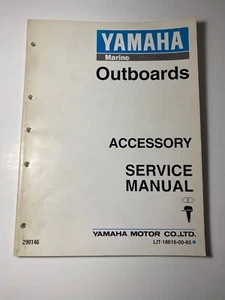 YAMAHA
Marine
Outboards
ACCESSORY
SERVICE
MANUAL
YAMAHA MOTOR CO.,LTD.
290146
LIT-18616-00-65